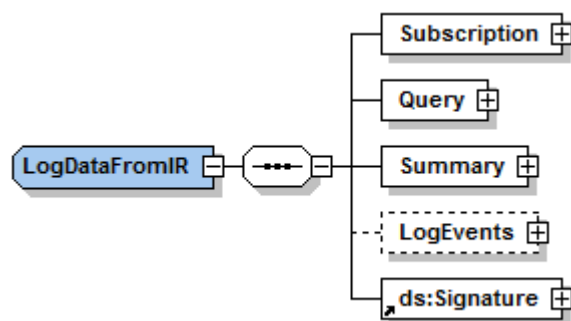 Subscription
Query
LogDataFromIR
Summary
LogEvents
ds:Signature